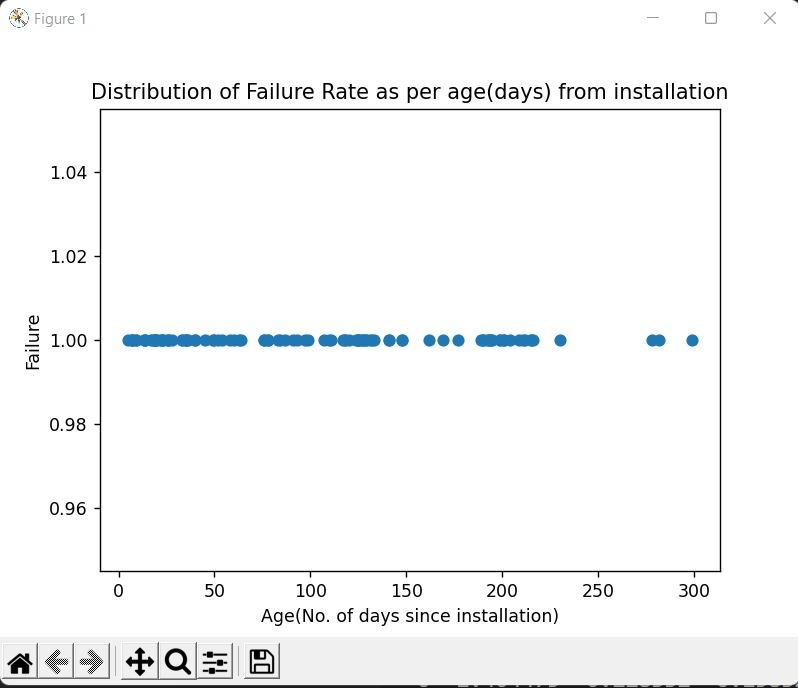 Figure 1
Distribution of Failure Rate as per age(days) from installation
1.04
1.02
1.00
0.98
0.96
Failure
0 50 100 150 200 250 300
Age(No. of days since installation)